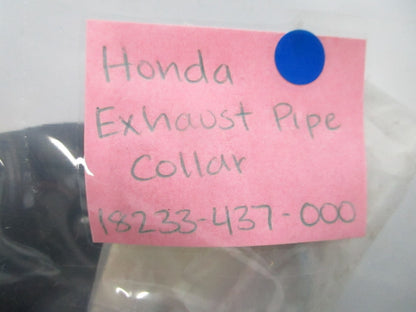 Honda
Exhaust Pipe
Collar
18233-437-000